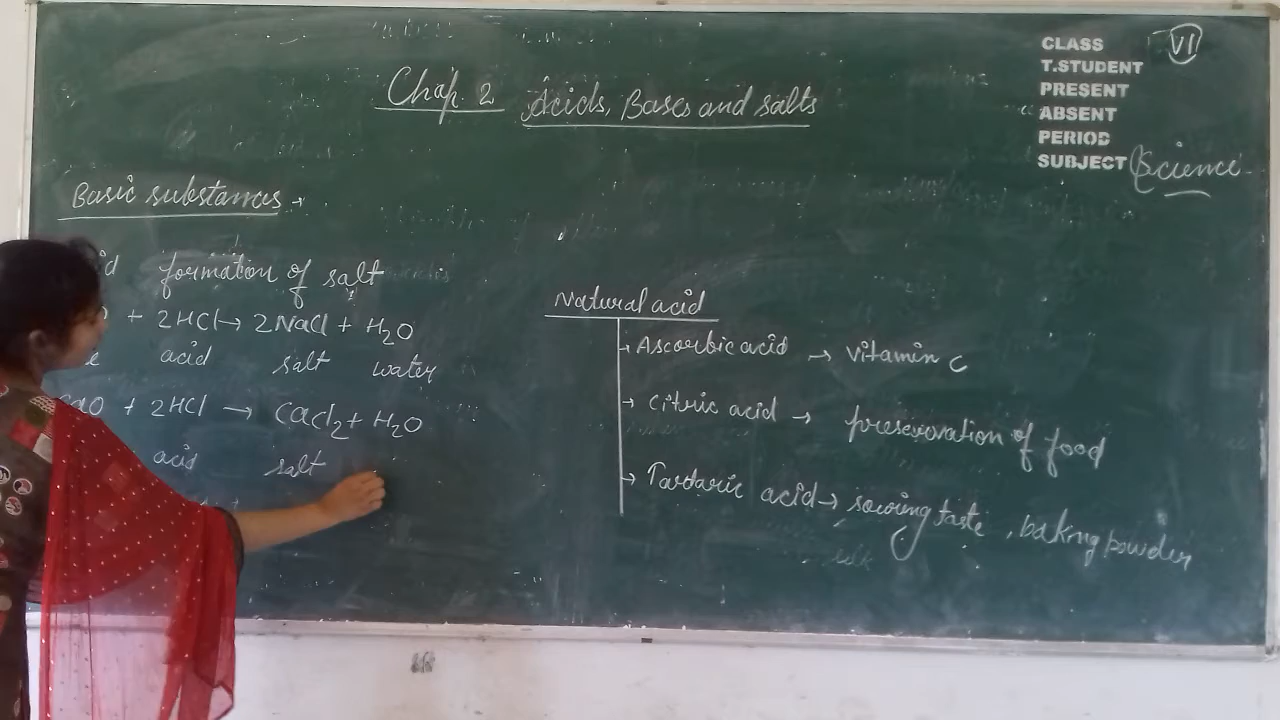 CLASS VI
T.STUDENT
PRESENT
ABSENT
PERIOD
SUBJECT Science
Chap. 2 Acids, Bases and salts
Basic substances →
formation of salt
+ 2HCl → 2NaCl + H2O
acid salt water
CaO + 2HCl → CaCl2 + H2O
acid salt
Natural acid
→ Ascorbic acid → vitamin C
→ Citric acid → preservation of food
→ Tartaric acid → souring taste, baking powder